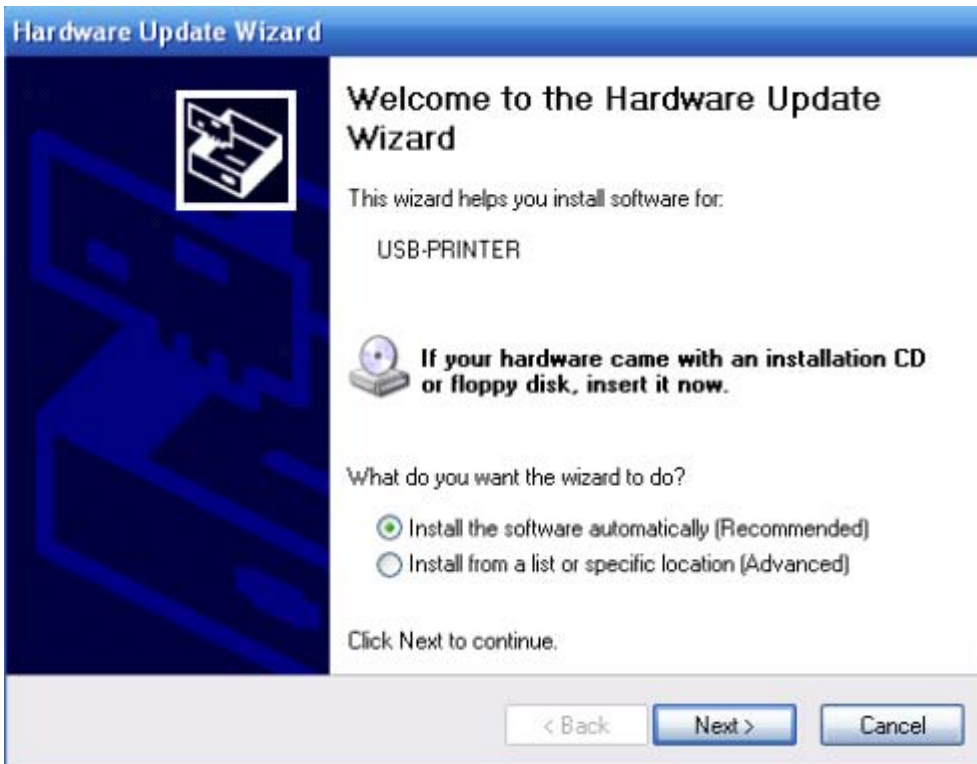 Hardware Update Wizard
Welcome to the Hardware Update
Wizard
This wizard helps you install software for:
USB-PRINTER
If your hardware came with an installation CD
or floppy disk, insert it now.
What do you want the wizard to do?
Install the software automatically (Recommended)
Install from a list or specific location (Advanced)
Click Next to continue.
< Back Next > Cancel